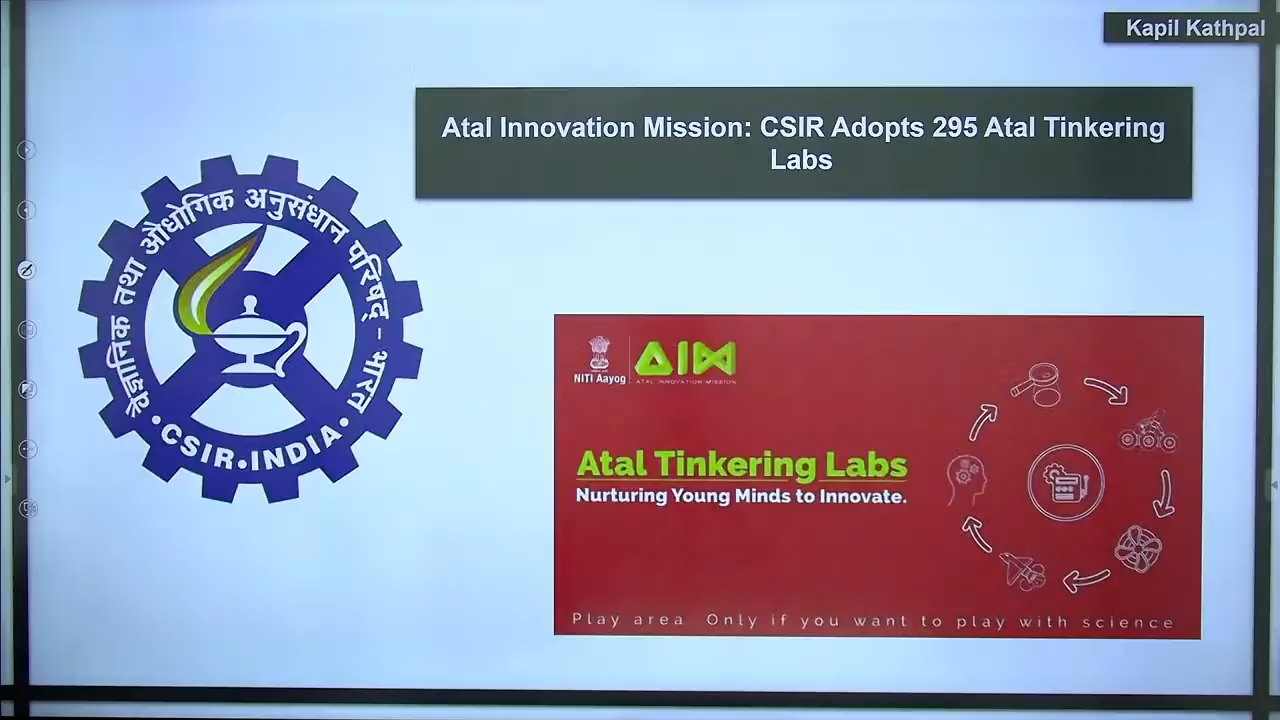 Kapil Kathpal
Atal Innovation Mission: CSIR Adopts 295 Atal Tinkering
Labs
वैज्ञानिक तथा औद्योगिक अनुसंधान परिषद् - भारत
• CSIR • INDIA •
NITI Aayog
AIM
ATAL INNOVATION MISSION
Atal Tinkering Labs
Nurturing Young Minds to Innovate.
Play area Only if you want to play with science